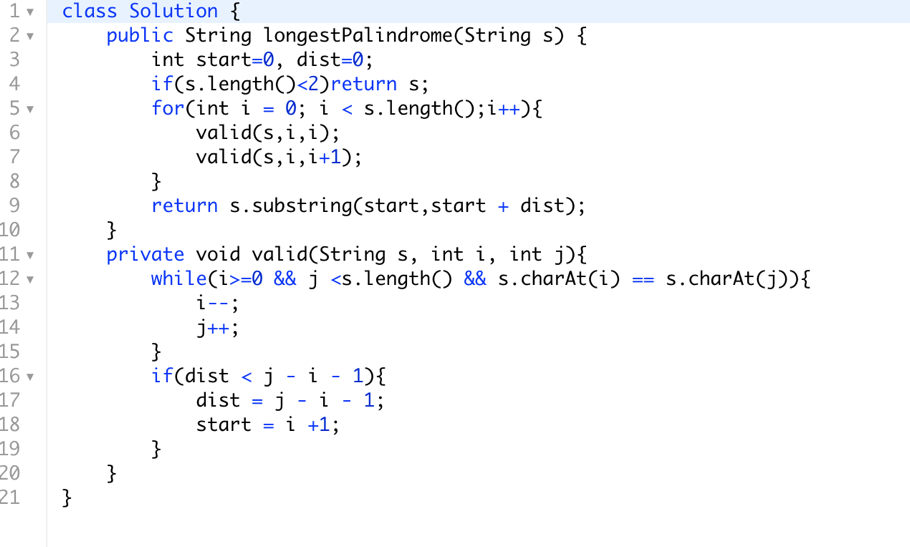 1 class Solution {
2 public String longestPalindrome(String s) {
3 int start=0, dist=0;
4 if(s.length()<2)return s;
5 for(int i = 0; i < s.length();i++){
6 valid(s,i,i);
7 valid(s,i,i+1);
8 }
9 return s.substring(start,start + dist);
10 }
11 private void valid(String s, int i, int j){
12 while(i>=0 && j <s.length() && s.charAt(i) == s.charAt(j)){
13 i--;
14 j++;
15 }
16 if(dist < j - i - 1){
17 dist = j - i - 1;
18 start = i +1;
19 }
20 }
21 }